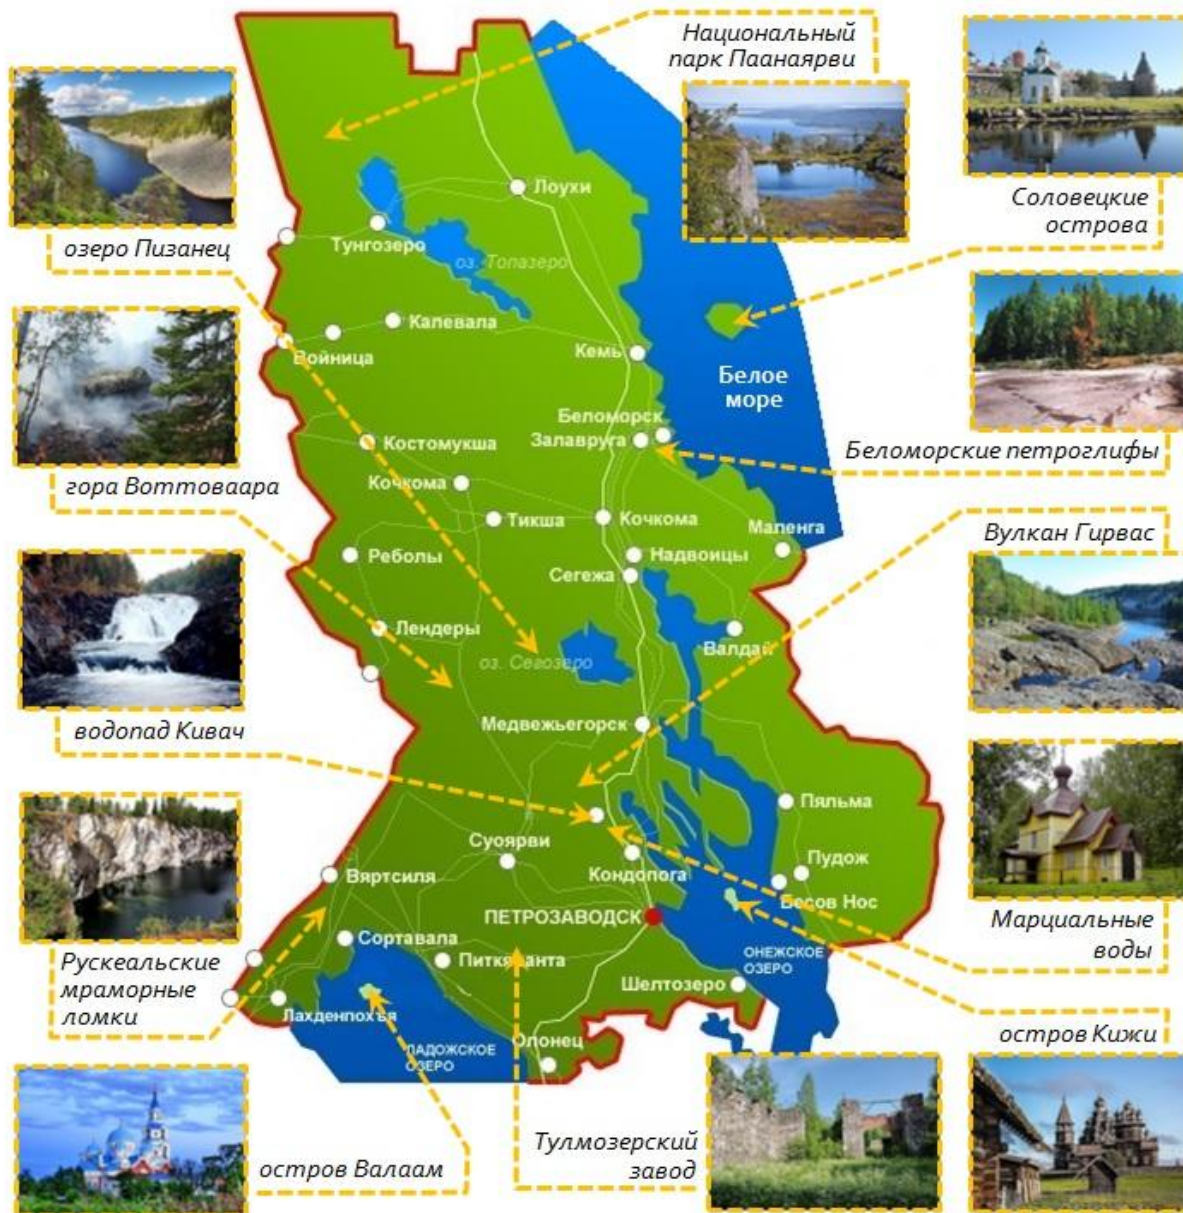 Национальный
парк Паанаярви
Соловецкие
острова
озеро Пизанец
Лоухи
Тунгозеро
оз. Топазеро
Калевала
Войница
Кемь
Белое
море
Беломорск
Залавруга
Беломорские петроглифы
Костомукша
гора Воттоваара
Кочкома
Тикша
Кочкома
Маленга
Вулкан Гирвас
Реболы
Надвоицы
Сегежа
Лендеры
Валдай
оз. Сегозеро
водопад Кивач
Медвежьегорск
Пяльма
Суоярви
Кондопога
Пудож
Вяртсиля
Бесов Нос
ПЕТРОЗАВОДСК
Марциальные
воды
Сортавала
Питкяранта
ОНЕЖСКОЕ
ОЗЕРО
Рускеальские
мраморные
ломки
Шелтозеро
Лахденпохья
остров Кижи
Олонец
ЛАДОЖСКОЕ
ОЗЕРО
остров Валаам
Тулмозерский
завод